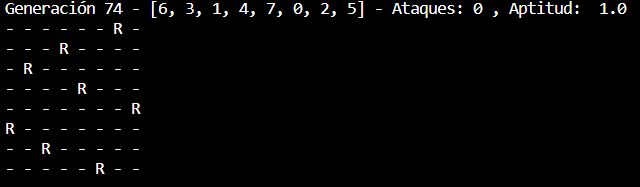 Generación 74 - [6, 3, 1, 4, 7, 0, 2, 5] - Ataques: 0 , Aptitud:  1.0
- - - - - - R -
- - - R - - - -
- R - - - - - -
- - - - R - - -
- - - - - - - R
R - - - - - - -
- - R - - - - -
- - - - - R - -